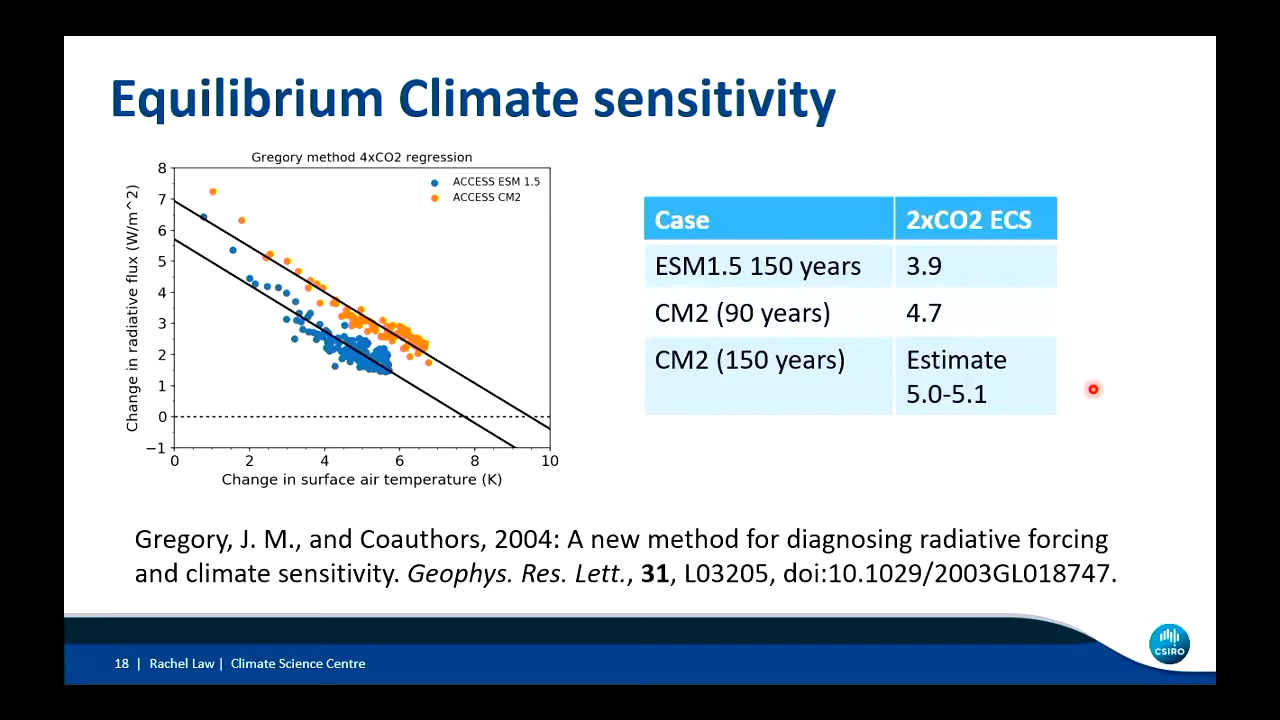 Equilibrium Climate sensitivity
Gregory method 4xCO2 regression
ACCESS ESM 1.5
ACCESS CM2
Change in radiative flux (W/m^2)
8
7
6
5
4
3
2
1
0
−1
0 2 4 6 8 10
Change in surface air temperature (K)
Case 2xCO2 ECS
ESM1.5 150 years 3.9
CM2 (90 years) 4.7
CM2 (150 years) Estimate
5.0-5.1
Gregory, J. M., and Coauthors, 2004: A new method for diagnosing radiative forcing
and climate sensitivity. Geophys. Res. Lett., 31, L03205, doi:10.1029/2003GL018747.
18 | Rachel Law | Climate Science Centre
CSIRO